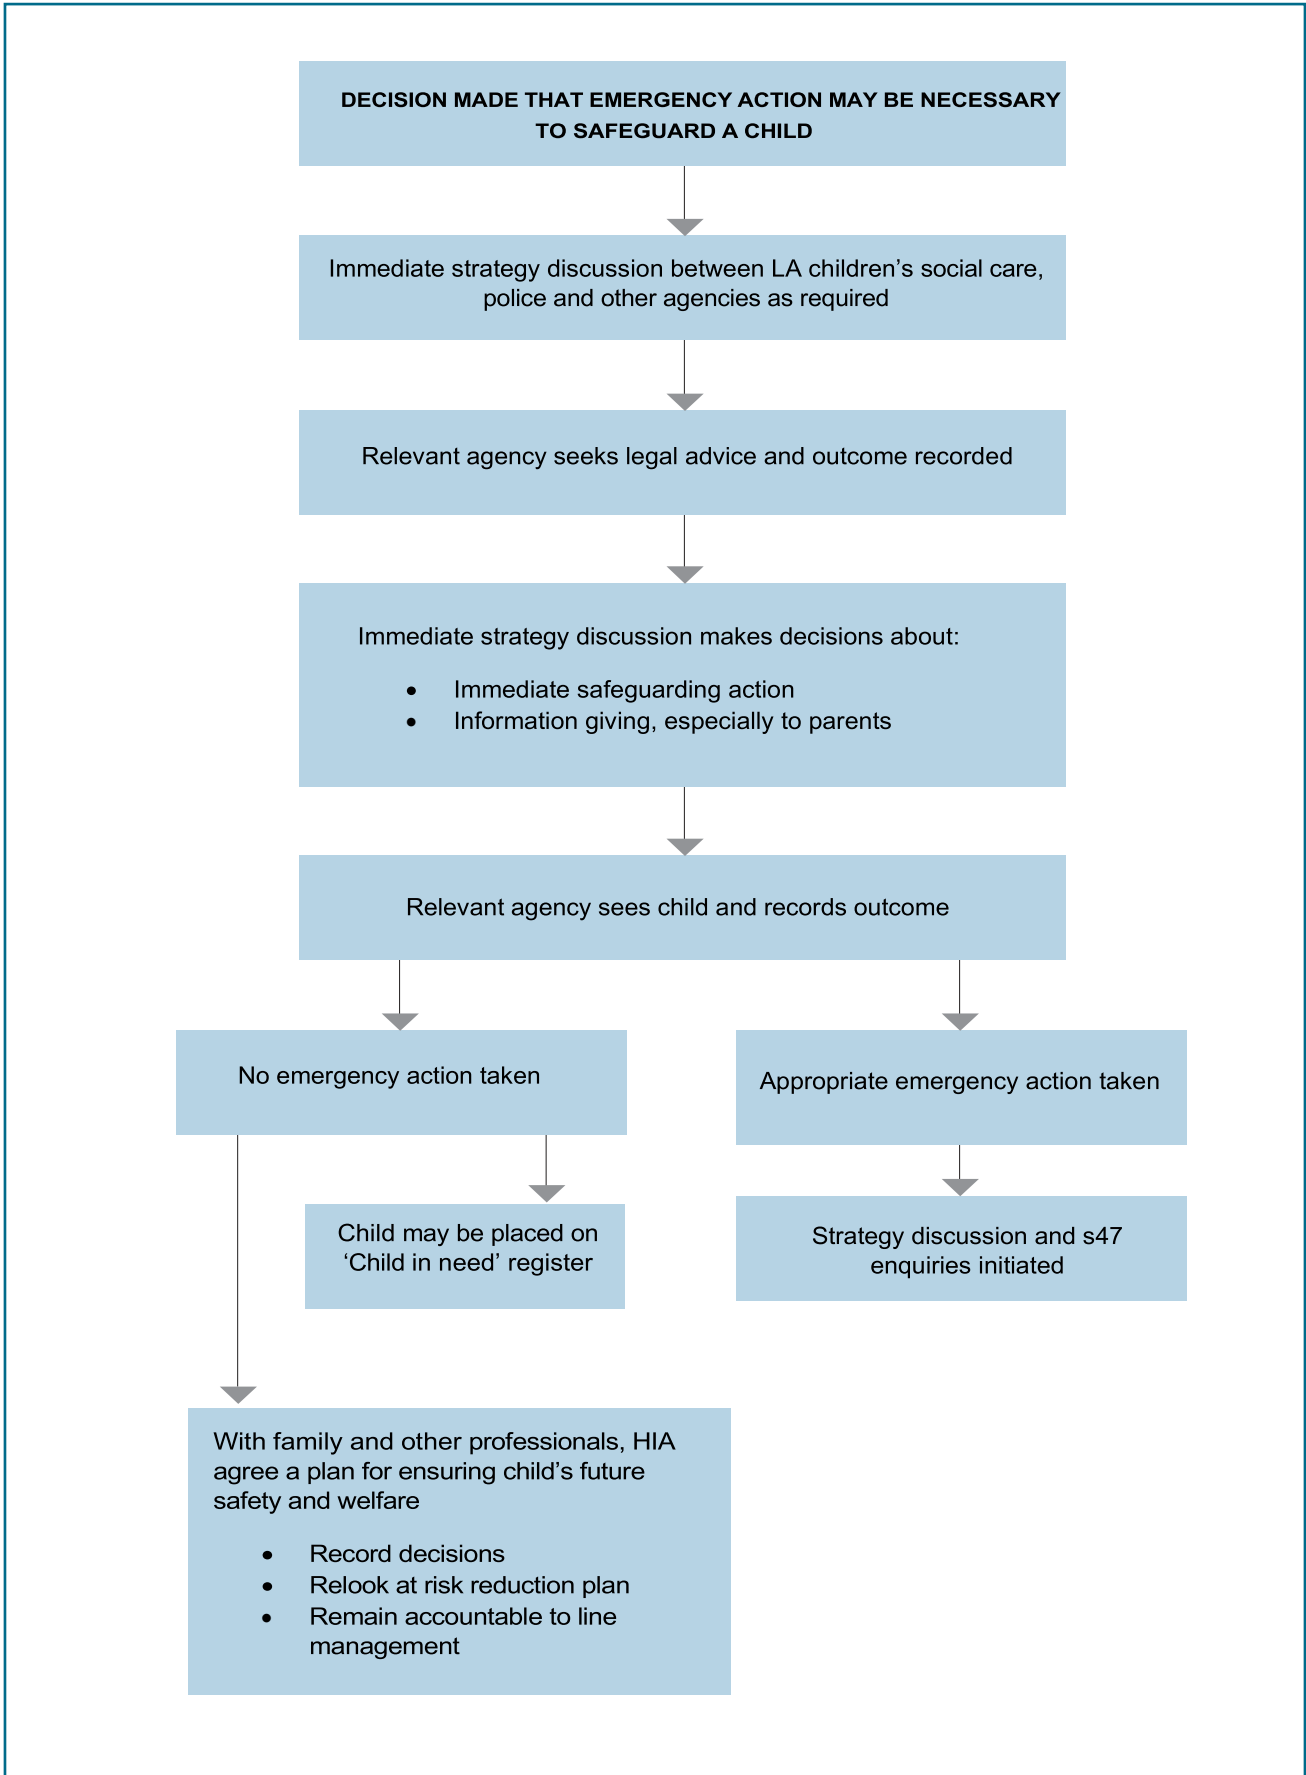 DECISION MADE THAT EMERGENCY ACTION MAY BE NECESSARY
TO SAFEGUARD A CHILD
Immediate strategy discussion between LA children’s social care,
police and other agencies as required
Relevant agency seeks legal advice and outcome recorded
Immediate strategy discussion makes decisions about:
• Immediate safeguarding action
• Information giving, especially to parents
Relevant agency sees child and records outcome
No emergency action taken
Appropriate emergency action taken
Child may be placed on
‘Child in need’ register
Strategy discussion and s47
enquiries initiated
With family and other professionals, HIA
agree a plan for ensuring child’s future
safety and welfare
• Record decisions
• Relook at risk reduction plan
• Remain accountable to line
management